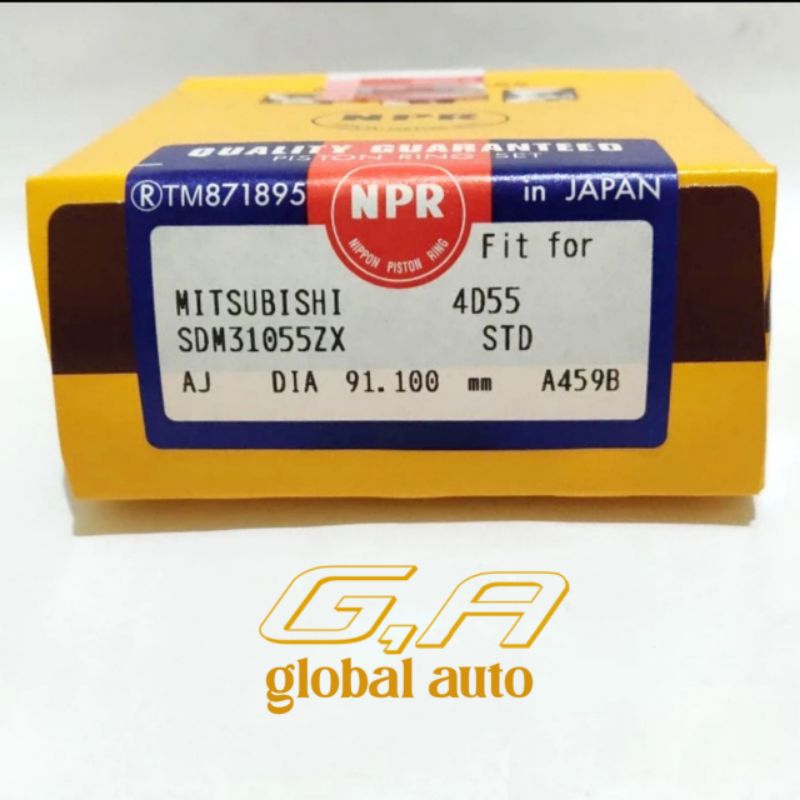 NPR
QUALITY GUARANTEED
PISTON RING SET
®TM871895
NPR
in JAPAN
NIPPON PISTON RING
Fit for
MITSUBISHI 4D55
SDM31055ZX STD
AJ DIA 91.100 mm A459B
G,A
global auto